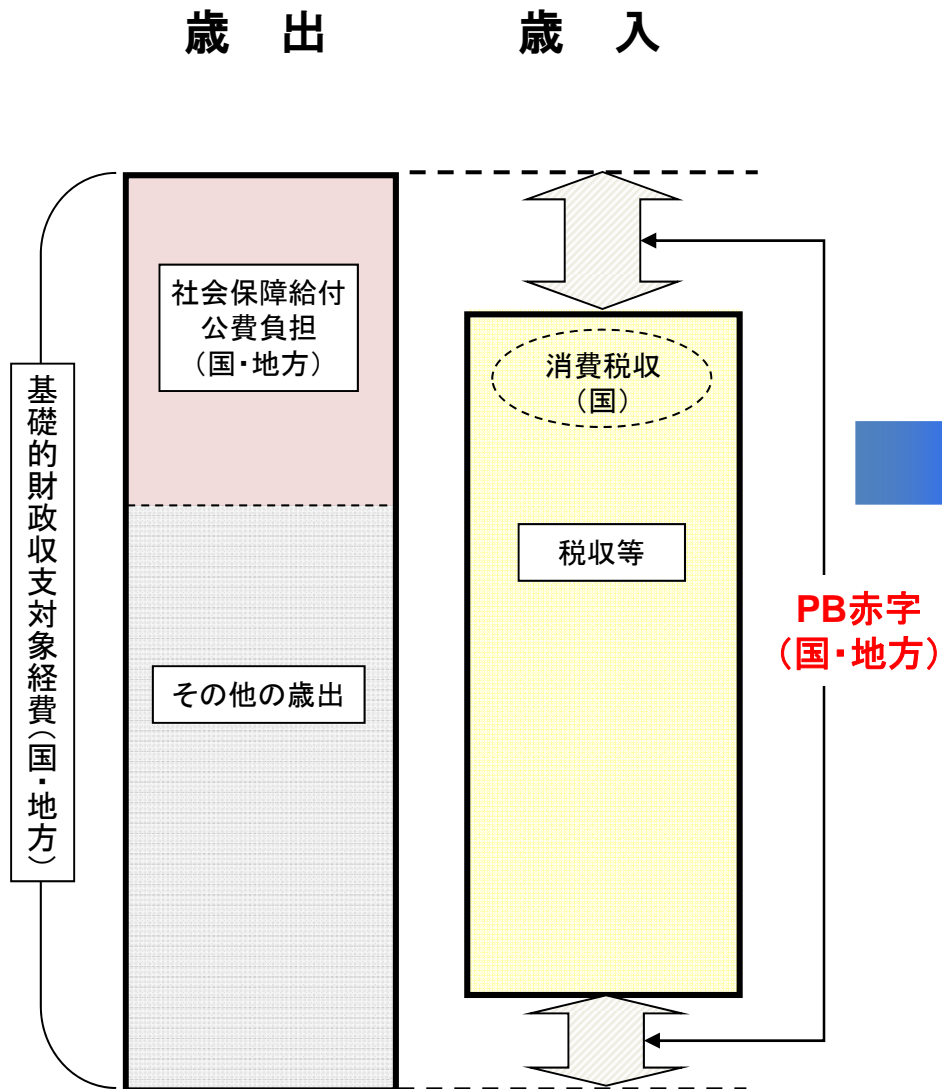 歳 出
歳 入
社会保障給付
公費負担
（国・地方）
消費税収
（国）
基礎的財政収支対象経費（国・地方）
税収等
PB赤字
（国・地方）
その他の歳出